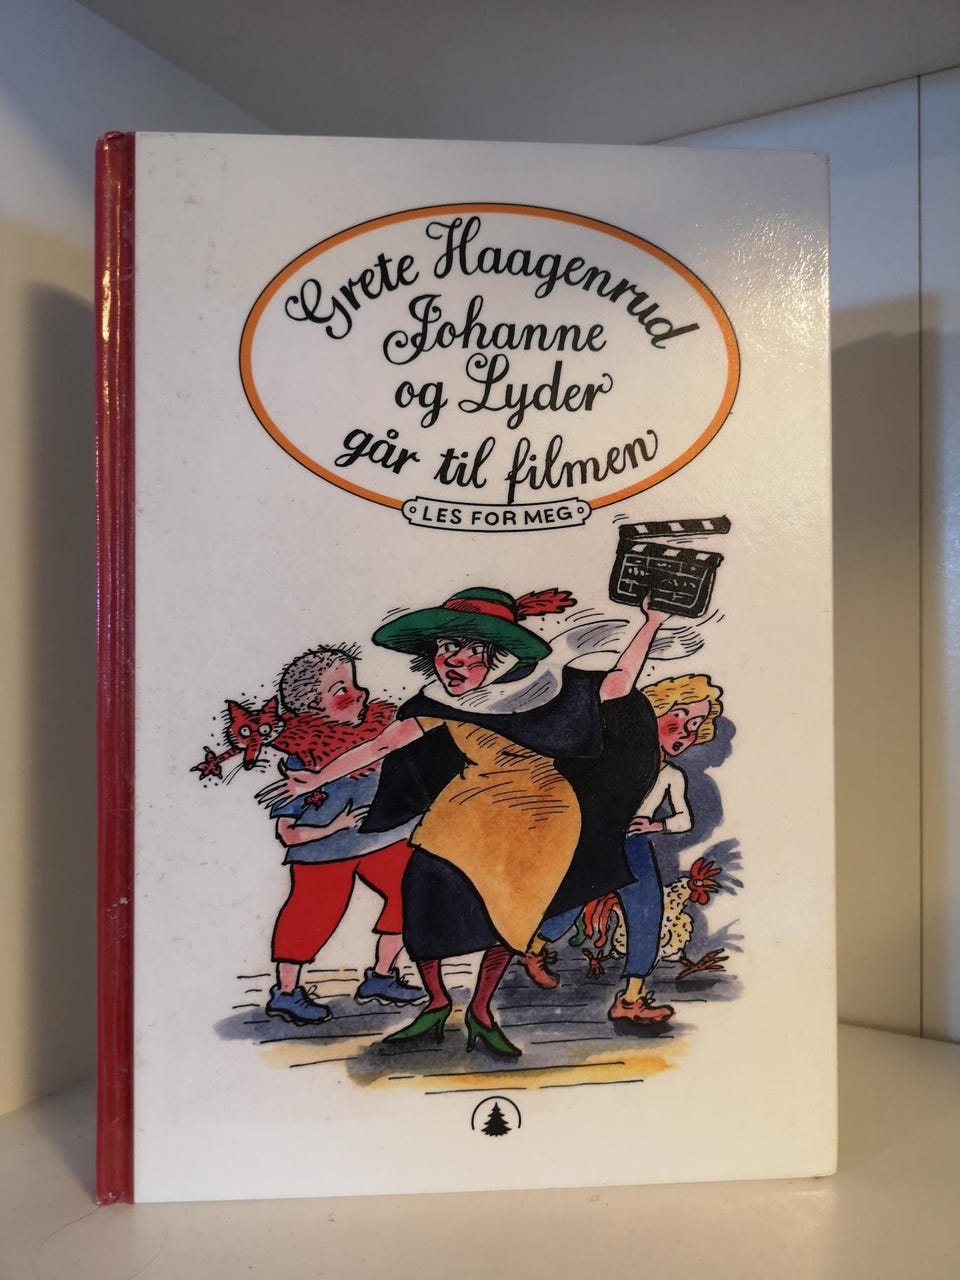 Grete Haagenrud
Johanne
og Lyder
går til filmen
LES FOR MEG